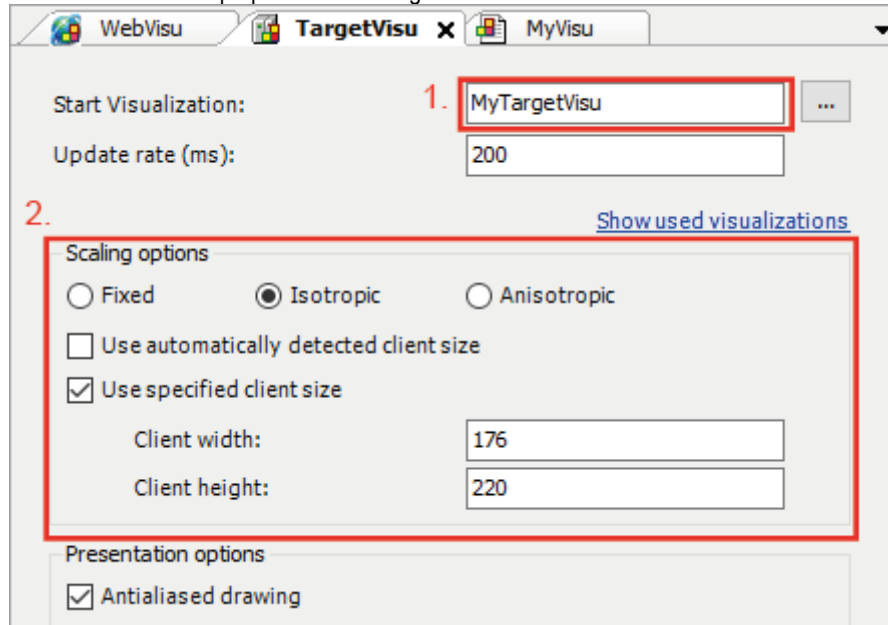 WebVisu TargetVisu x MyVisu
Start Visualization: 1. MyTargetVisu ...
Update rate (ms): 200
2. Show used visualizations
Scaling options
Fixed Isotropic Anisotropic
Use automatically detected client size
Use specified client size
Client width: 176
Client height: 220
Presentation options
Antialiased drawing